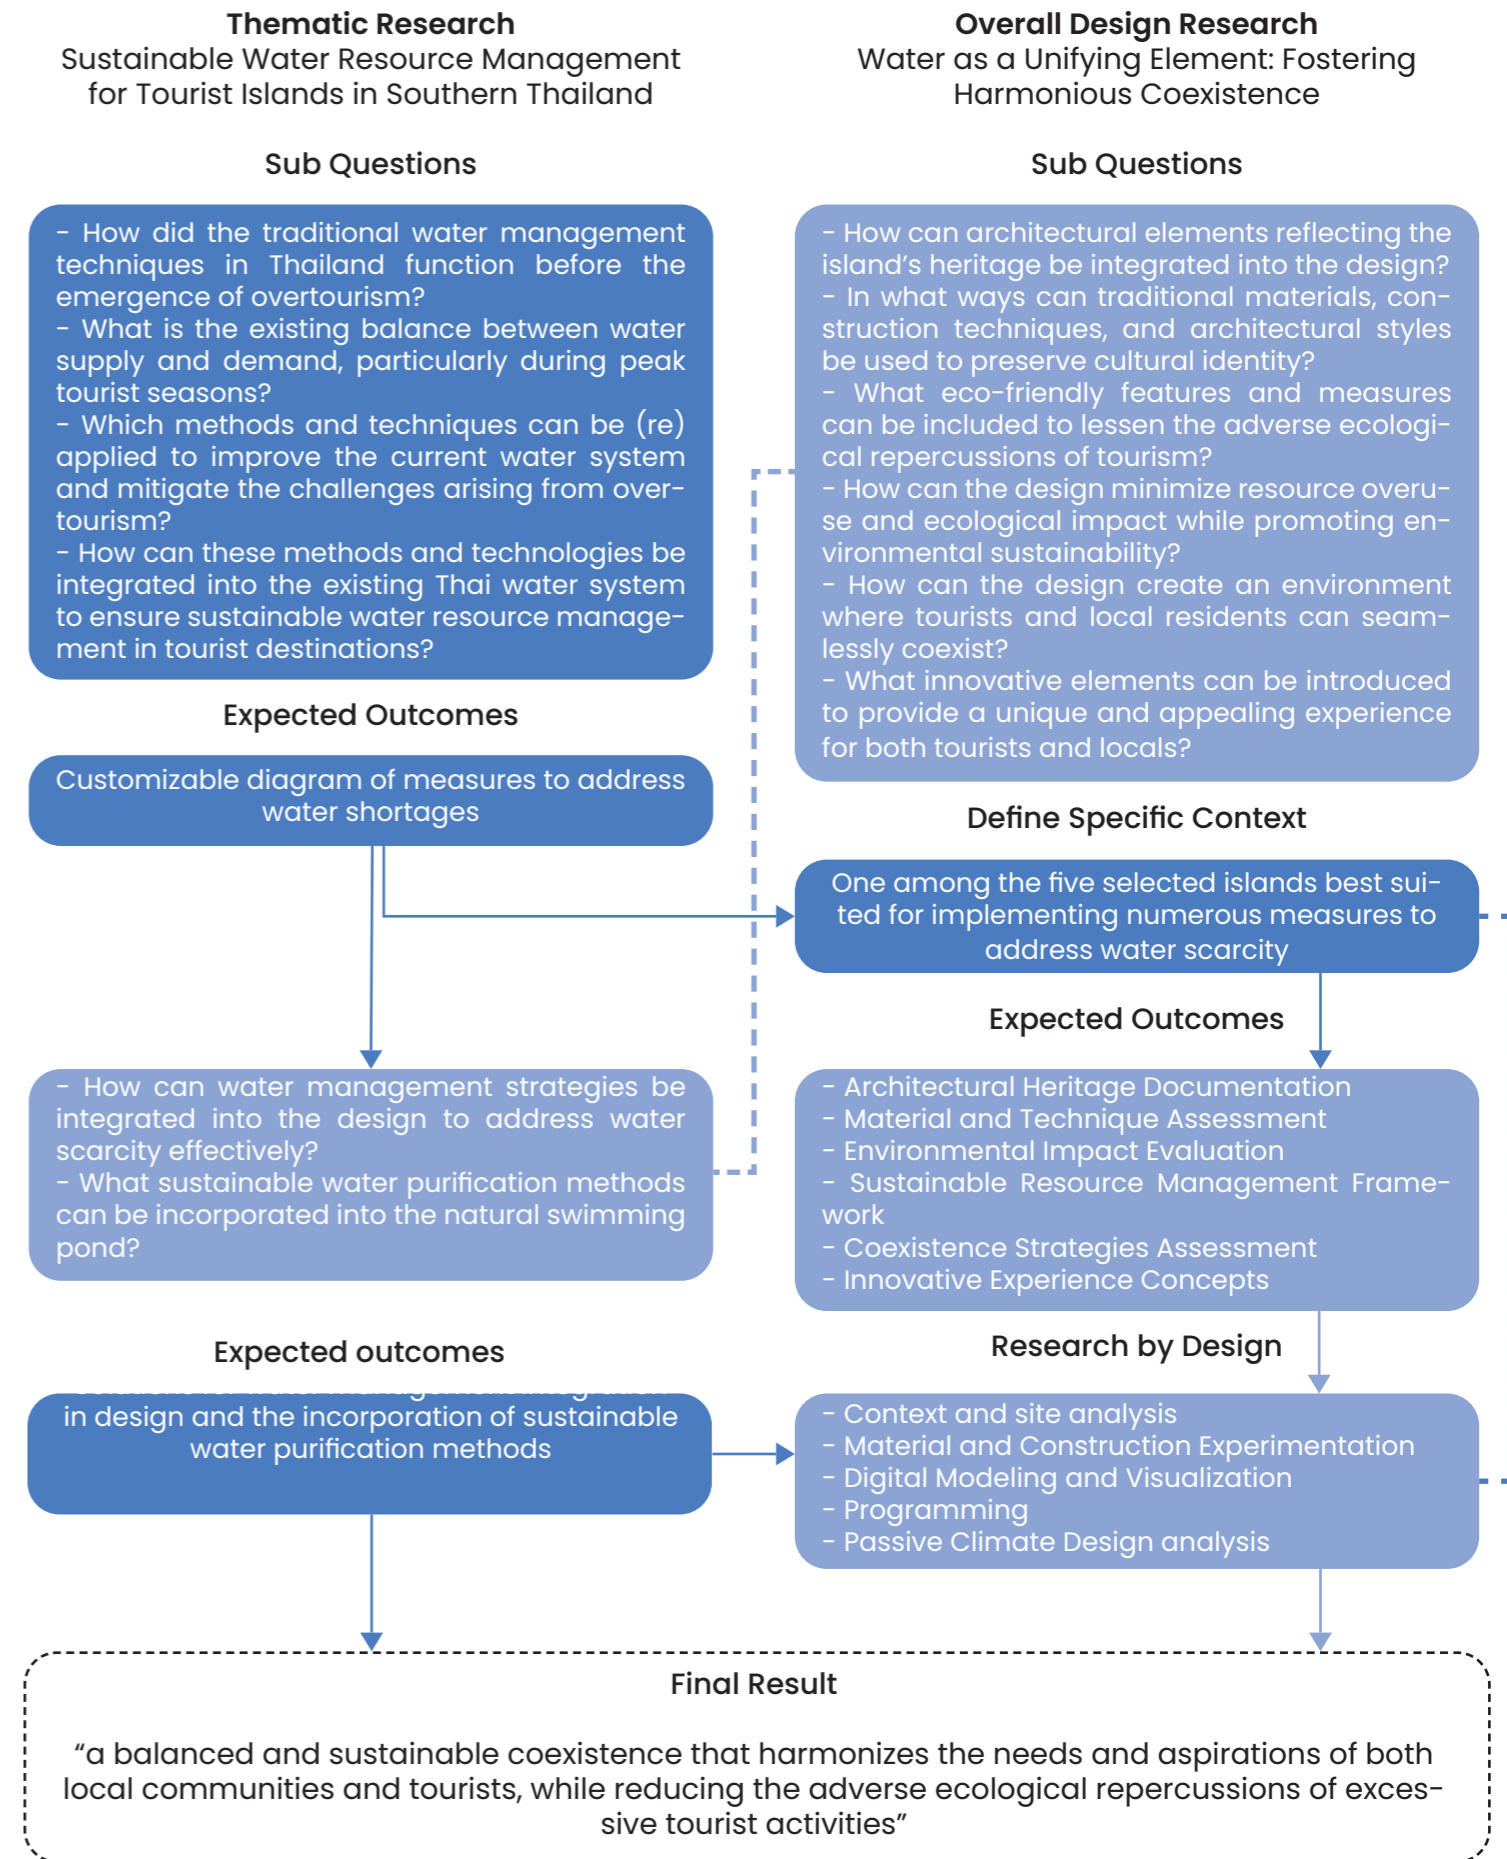 Thematic Research
Sustainable Water Resource Management
for Tourist Islands in Southern Thailand
Sub Questions
- How did the traditional water management
techniques in Thailand function before the
emergence of overtourism?
- What is the existing balance between water
supply and demand, particularly during peak
tourist seasons?
- Which methods and techniques can be (re)
applied to improve the current water system
and mitigate the challenges arising from over-
tourism?
- How can these methods and technologies be
integrated into the existing Thai water system
to ensure sustainable water resource manage-
ment in tourist destinations?
Expected Outcomes
Customizable diagram of measures to address
water shortages
- How can water management strategies be
integrated into the design to address water
scarcity effectively?
- What sustainable water purification methods
can be incorporated into the natural swimming
pond?
Expected outcomes
in design and the incorporation of sustainable
water purification methods
Overall Design Research
Water as a Unifying Element: Fostering
Harmonious Coexistence
Sub Questions
- How can architectural elements reflecting the
island's heritage be integrated into the design?
- In what ways can traditional materials, con-
struction techniques, and architectural styles
be used to preserve cultural identity?
- What eco-friendly features and measures
can be included to lessen the adverse ecologi-
cal repercussions of tourism?
- How can the design minimize resource overu-
se and ecological impact while promoting en-
vironmental sustainability?
- How can the design create an environment
where tourists and local residents can seam-
lessly coexist?
- What innovative elements can be introduced
to provide a unique and appealing experience
for both tourists and locals?
Define Specific Context
One among the five selected islands best sui-
ted for implementing numerous measures to
address water scarcity
Expected Outcomes
- Architectural Heritage Documentation
- Material and Technique Assessment
- Environmental Impact Evaluation
- Sustainable Resource Management Frame-
work
- Coexistence Strategies Assessment
- Innovative Experience Concepts
Research by Design
- Context and site analysis
- Material and Construction Experimentation
- Digital Modeling and Visualization
- Programming
- Passive Climate Design analysis
Final Result
“a balanced and sustainable coexistence that harmonizes the needs and aspirations of both
local communities and tourists, while reducing the adverse ecological repercussions of exces-
sive tourist activities”